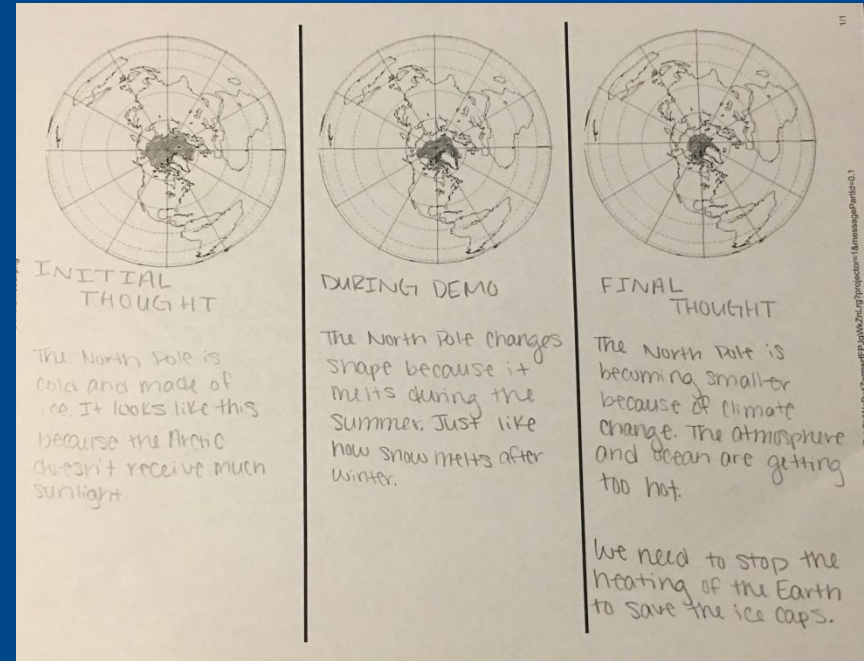 1/1
INITIAL
THOUGHT
The North Pole is
cold and made of
ice. It looks like this
because the Arctic
doesn't receive much
sunlight
DURING DEMO
The North Pole changes
shape because it
melts during the
summer. Just like
how snow melts after
winter.
FINAL
THOUGHT
The North Pole is
becoming smaller
because of climate
change. The atmosphere
and ocean are getting
too hot.
We need to stop the
heating of the Earth
to save the ice caps.